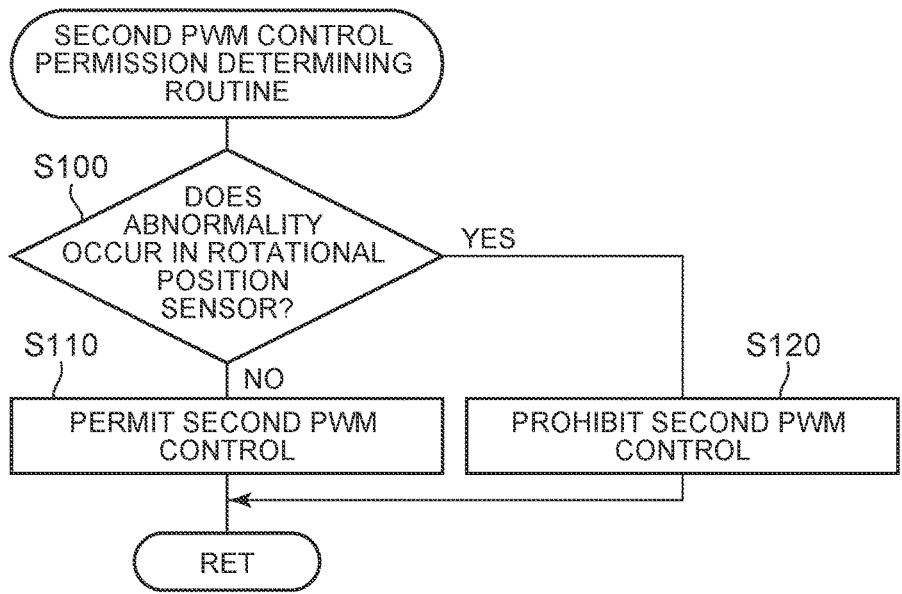 SECOND PWM CONTROL
PERMISSION DETERMINING
ROUTINE
S100
DOES
ABNORMALITY
OCCUR IN ROTATIONAL
POSITION
SENSOR?
YES
S110
NO
S120
PERMIT SECOND PWM
CONTROL
PROHIBIT SECOND PWM
CONTROL
RET